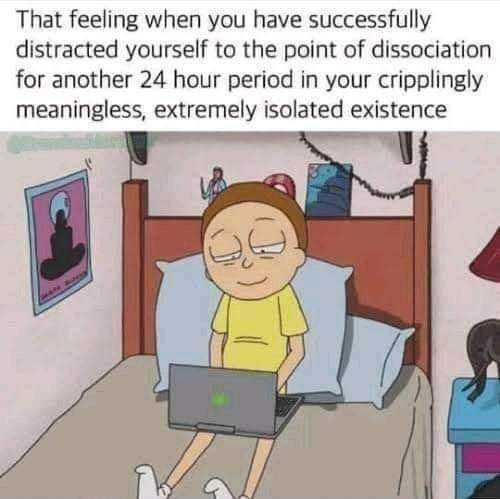 That feeling when you have successfully
distracted yourself to the point of dissociation
for another 24 hour period in your cripplingly
meaningless, extremely isolated existence